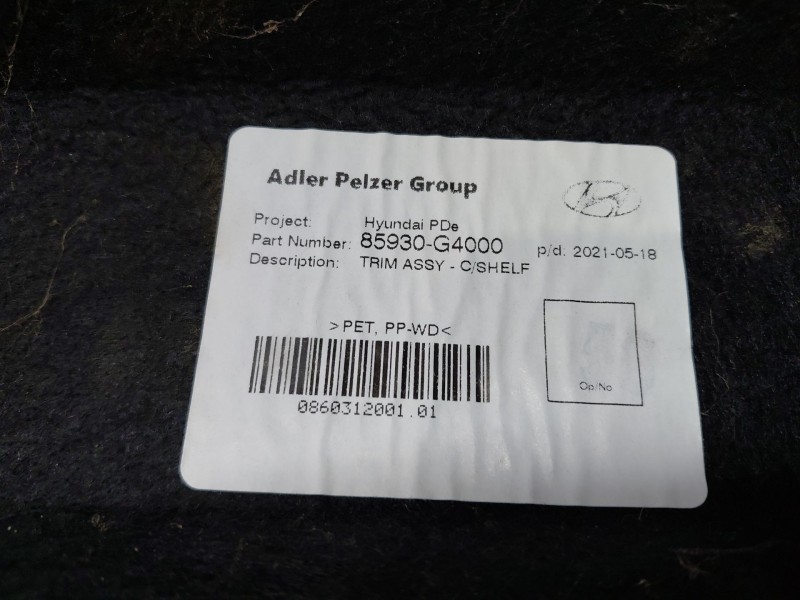 Adler Pelzer Group
Project: Hyundai PDe
Part Number: 85930-G4000 p/d: 2021-05-18
Description: TRIM ASSY - C/SHELF
>PET, PP-WD<
Op/No
0860312001.01